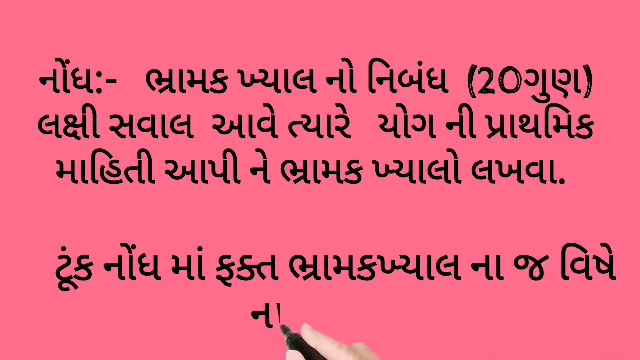 નોંધ:- ભ્રામક ખ્યાલ નો નિબંધ (20ગુણ)
લક્ષી સવાલ આવે ત્યારે યોગ ની પ્રાથમિક
માહિતી આપી ને ભ્રામક ખ્યાલો લખવા.
ટૂંક નોંધ માં ફક્ત ભ્રામકખ્યાલ ના જ વિષે